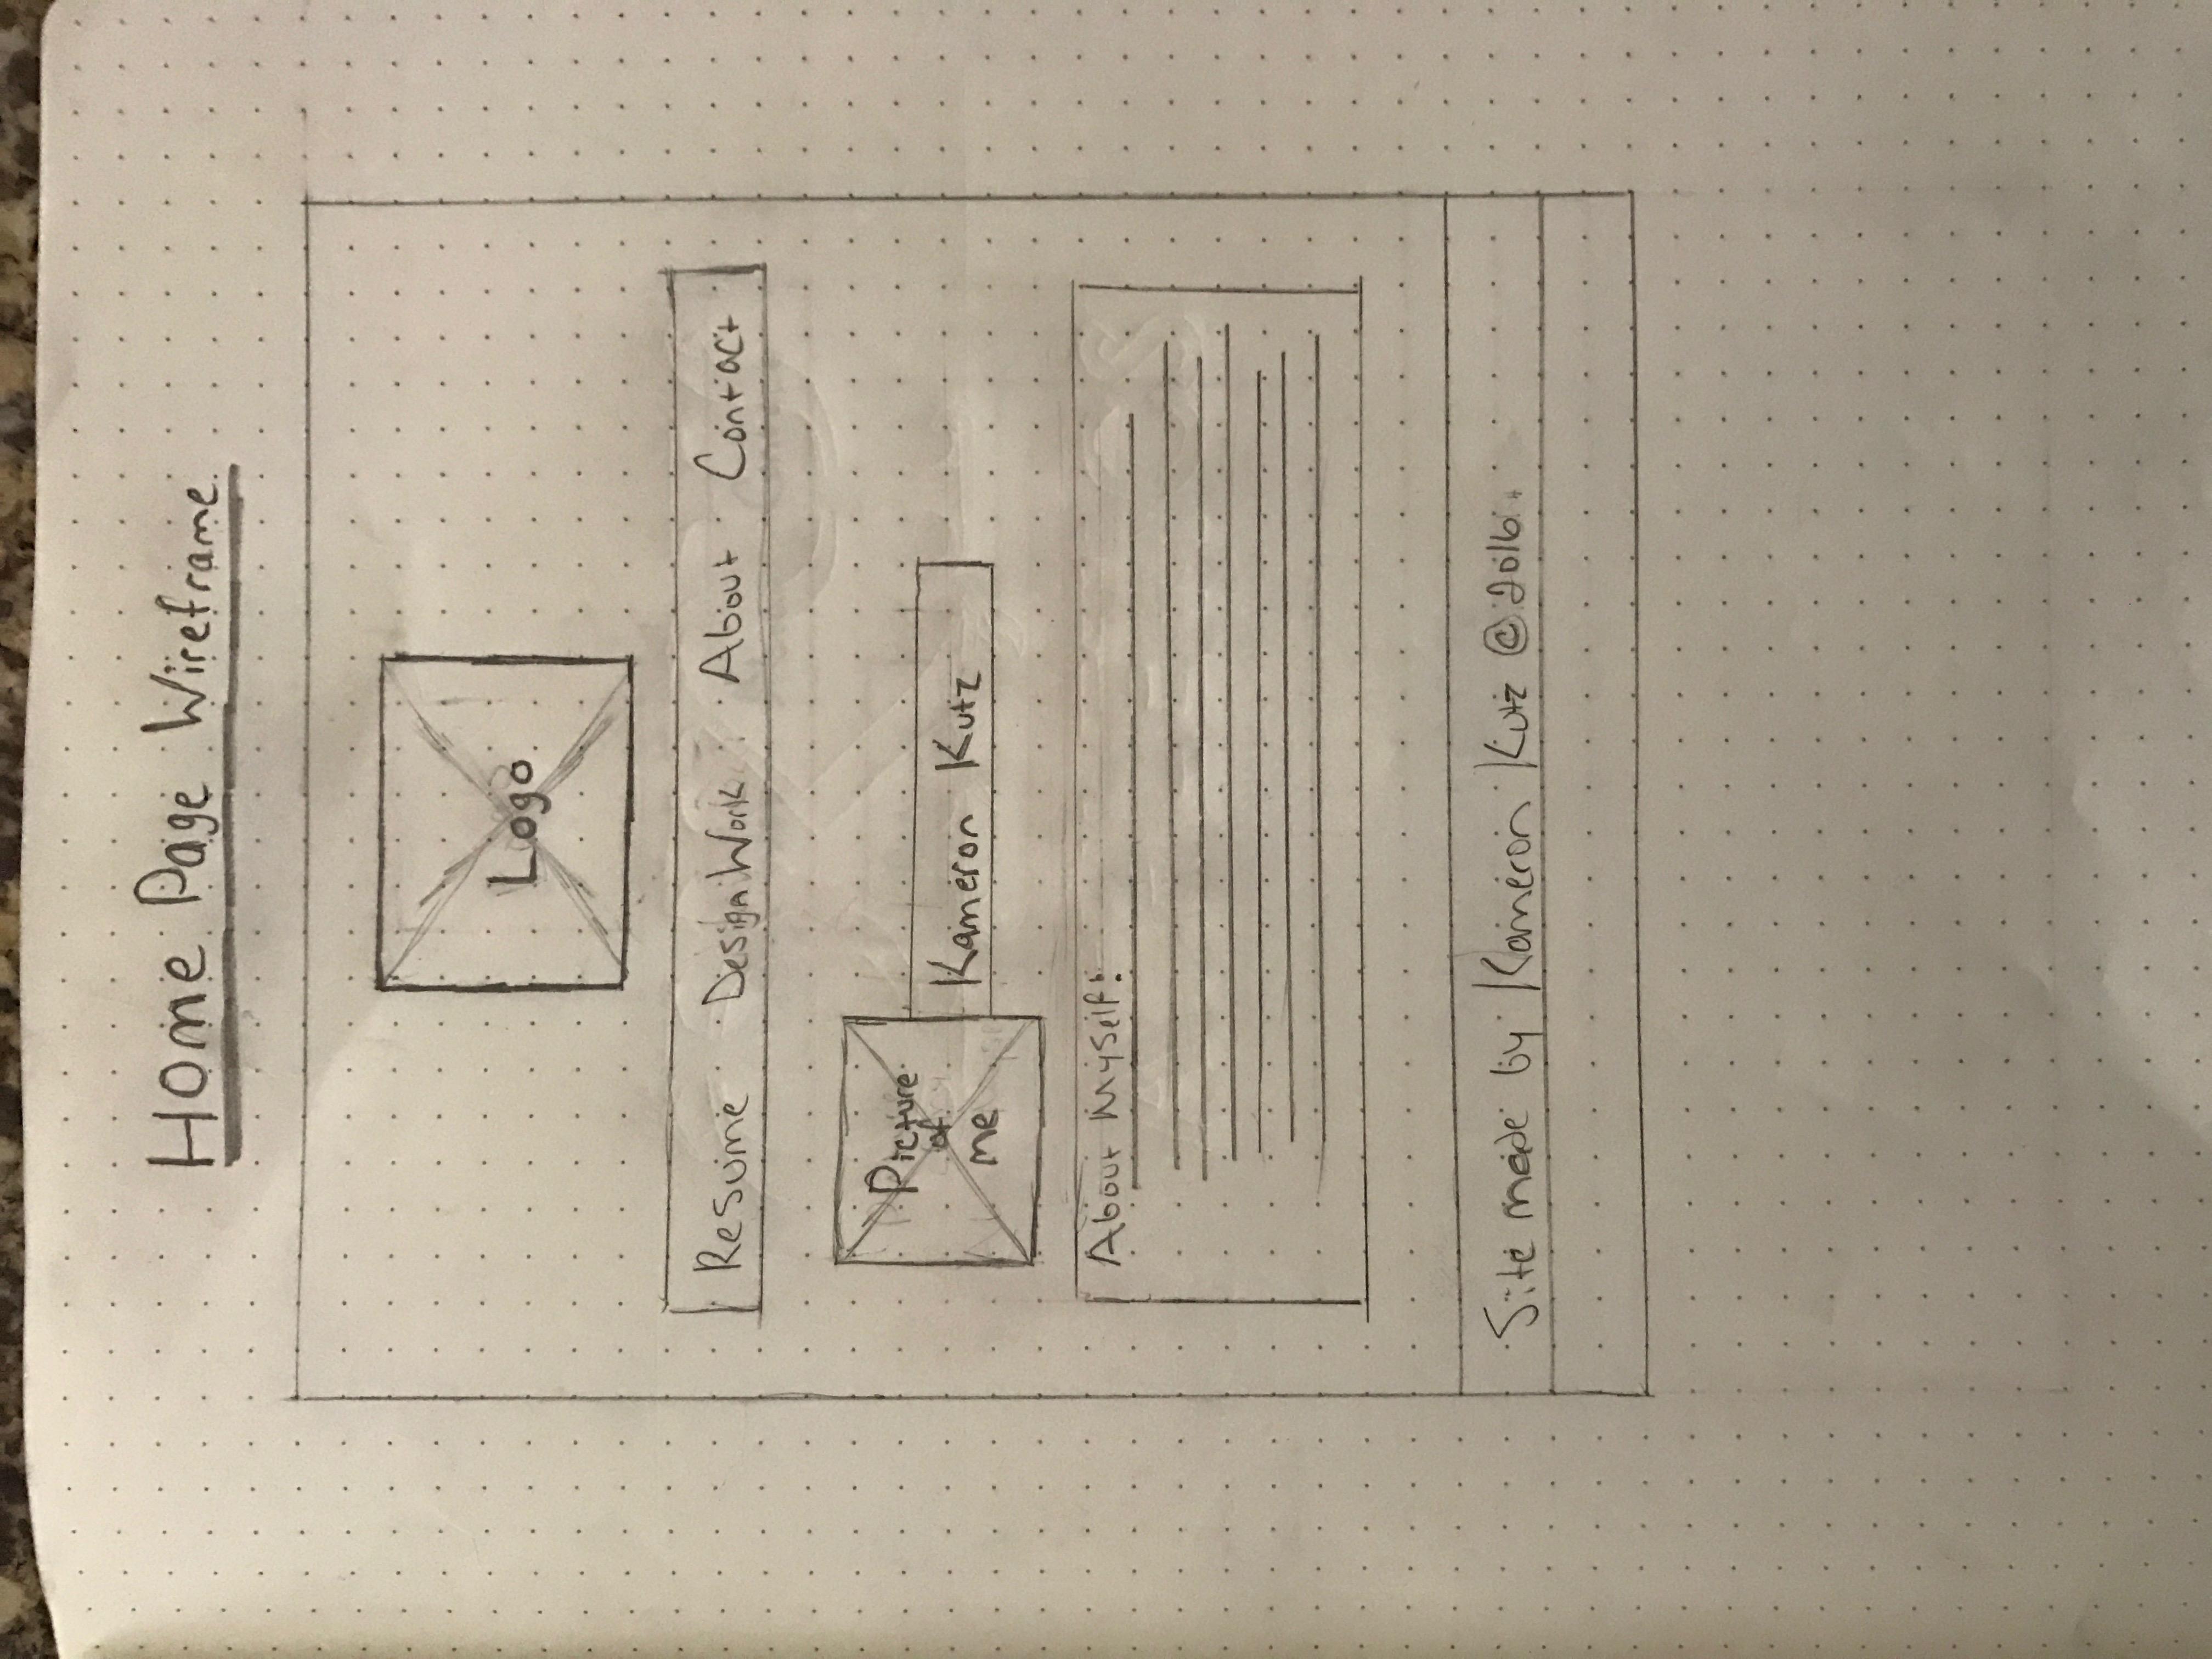 Home Page Wireframe
Logo
Resume Design Work About Contact
Picture
of
me
Kameron Kutz
About Myself:
Site made by Kameron Kutz © 2016